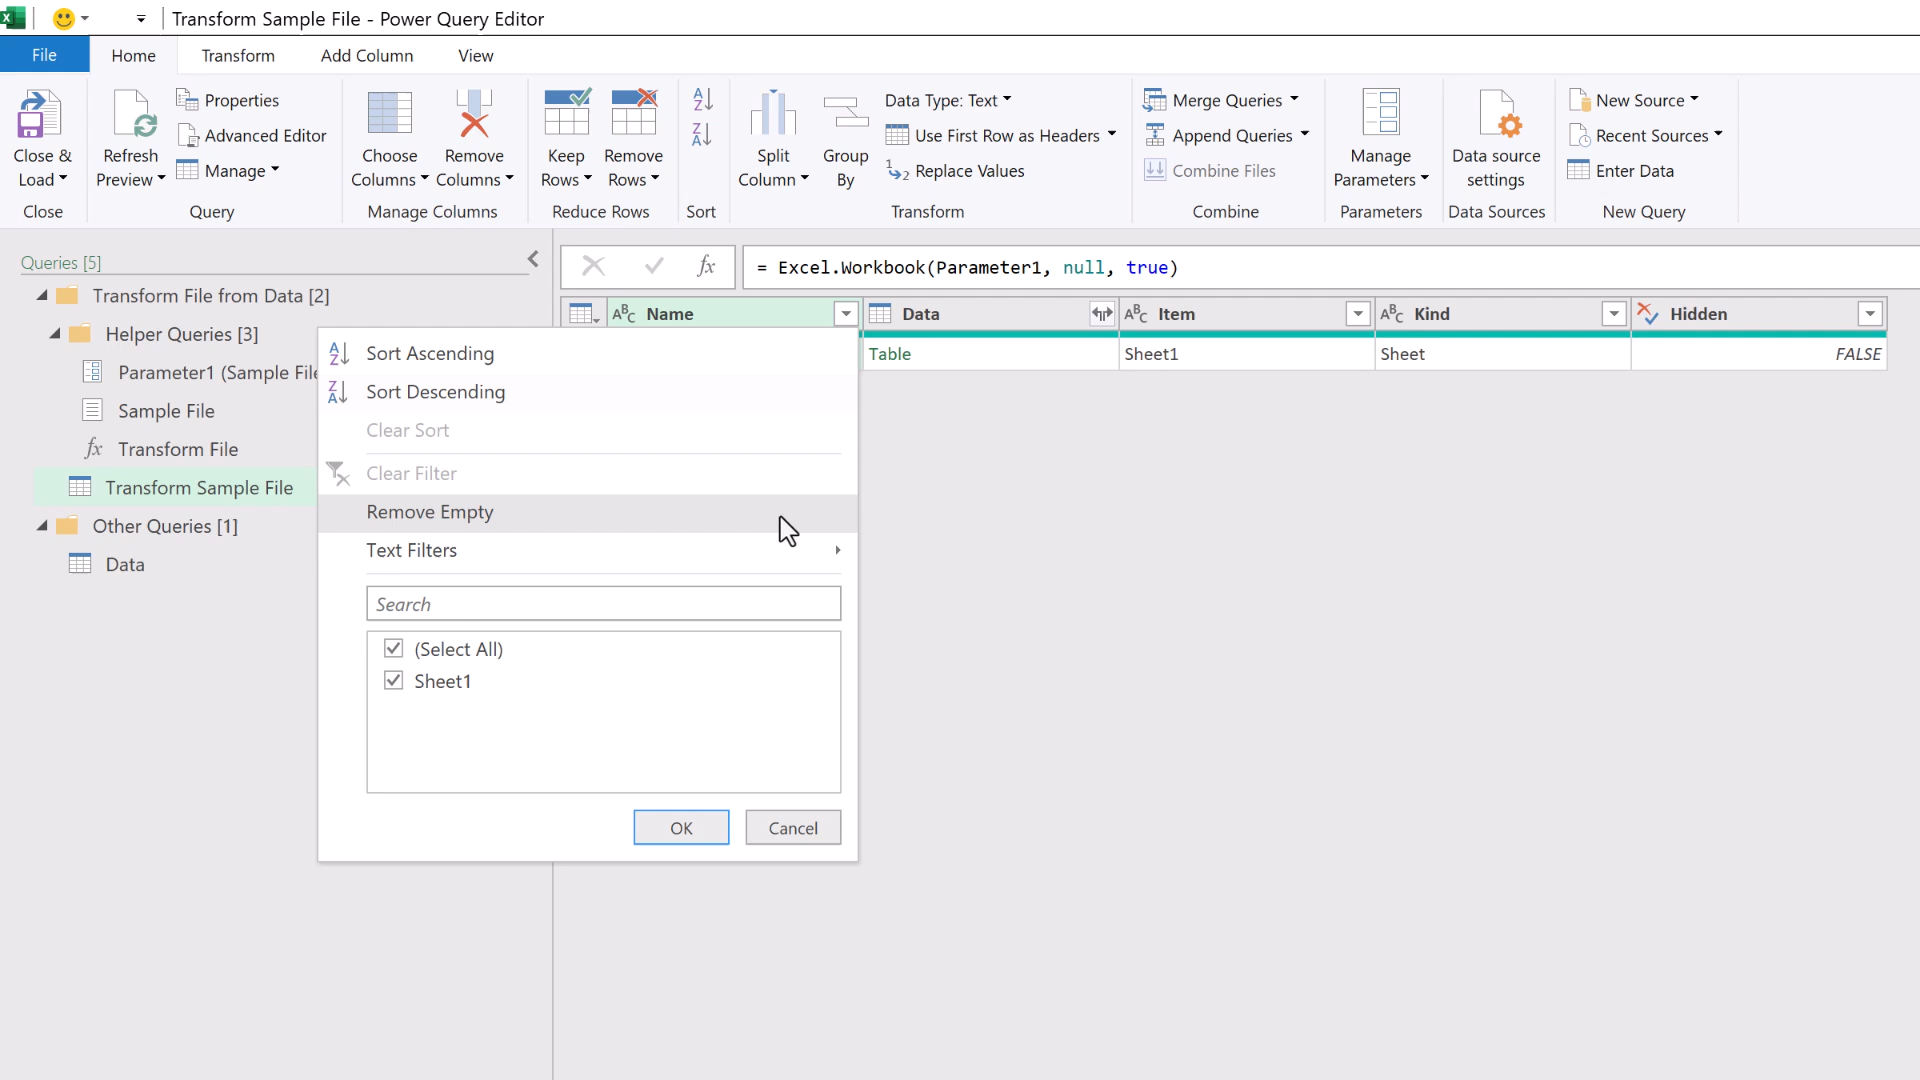 Transform Sample File - Power Query Editor
File
Home
Transform
Add Column
View
Close &
Load
Close
Refresh
Preview
Properties
Advanced Editor
Manage
Query
Choose
Columns
Remove
Columns
Manage Columns
Keep
Rows
Remove
Rows
Reduce Rows
Sort
Split
Column
Group
By
Data Type: Text
Use First Row as Headers
Replace Values
Transform
Merge Queries
Append Queries
Combine Files
Combine
Manage
Parameters
Parameters
Data source
settings
Data Sources
New Source
Recent Sources
Enter Data
New Query
Queries [5]
Transform File from Data [2]
Helper Queries [3]
Parameter1 (Sample File
Sample File
fx Transform File
Transform Sample File
Other Queries [1]
Data
fx
= Excel.Workbook(Parameter1, null, true)
ABC Name
Data
ABC Item
ABC Kind
Hidden
Table
Sheet1
Sheet
FALSE
Sort Ascending
Sort Descending
Clear Sort
Clear Filter
Remove Empty
Text Filters
Search
(Select All)
Sheet1
OK
Cancel